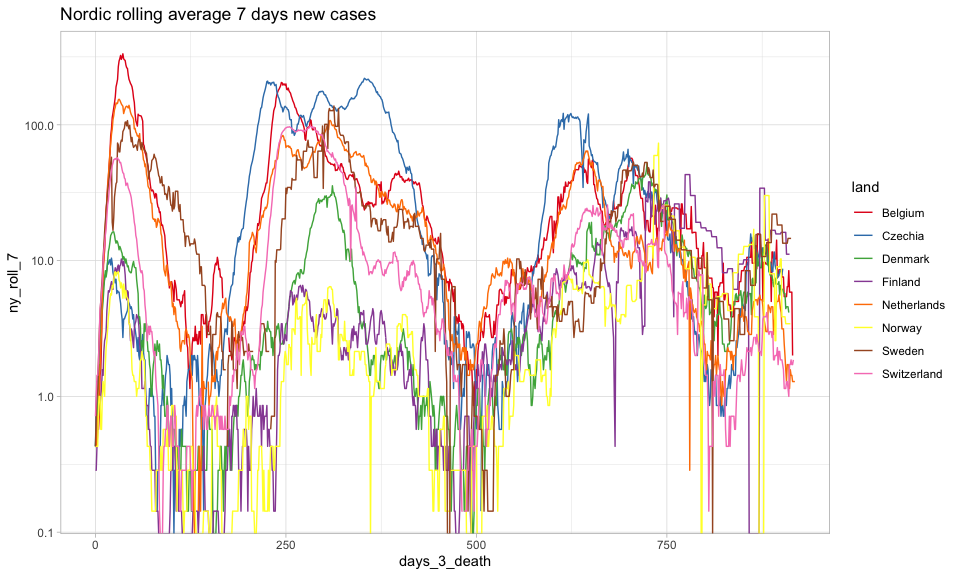 Nordic rolling average 7 days new cases
ny_roll_7
100.0
10.0
1.0
0.1
0 250 500 750
days_3_death
land
Belgium
Czechia
Denmark
Finland
Netherlands
Norway
Sweden
Switzerland